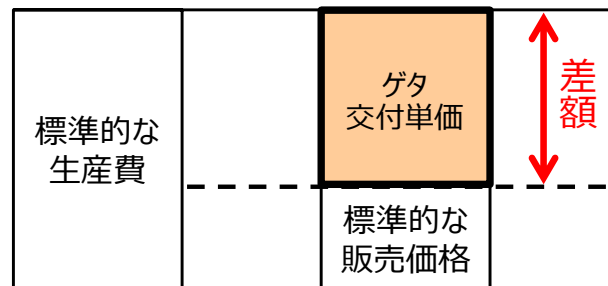 標準的な
生産費
ゲタ
交付単価
標準的な
販売価格
差額